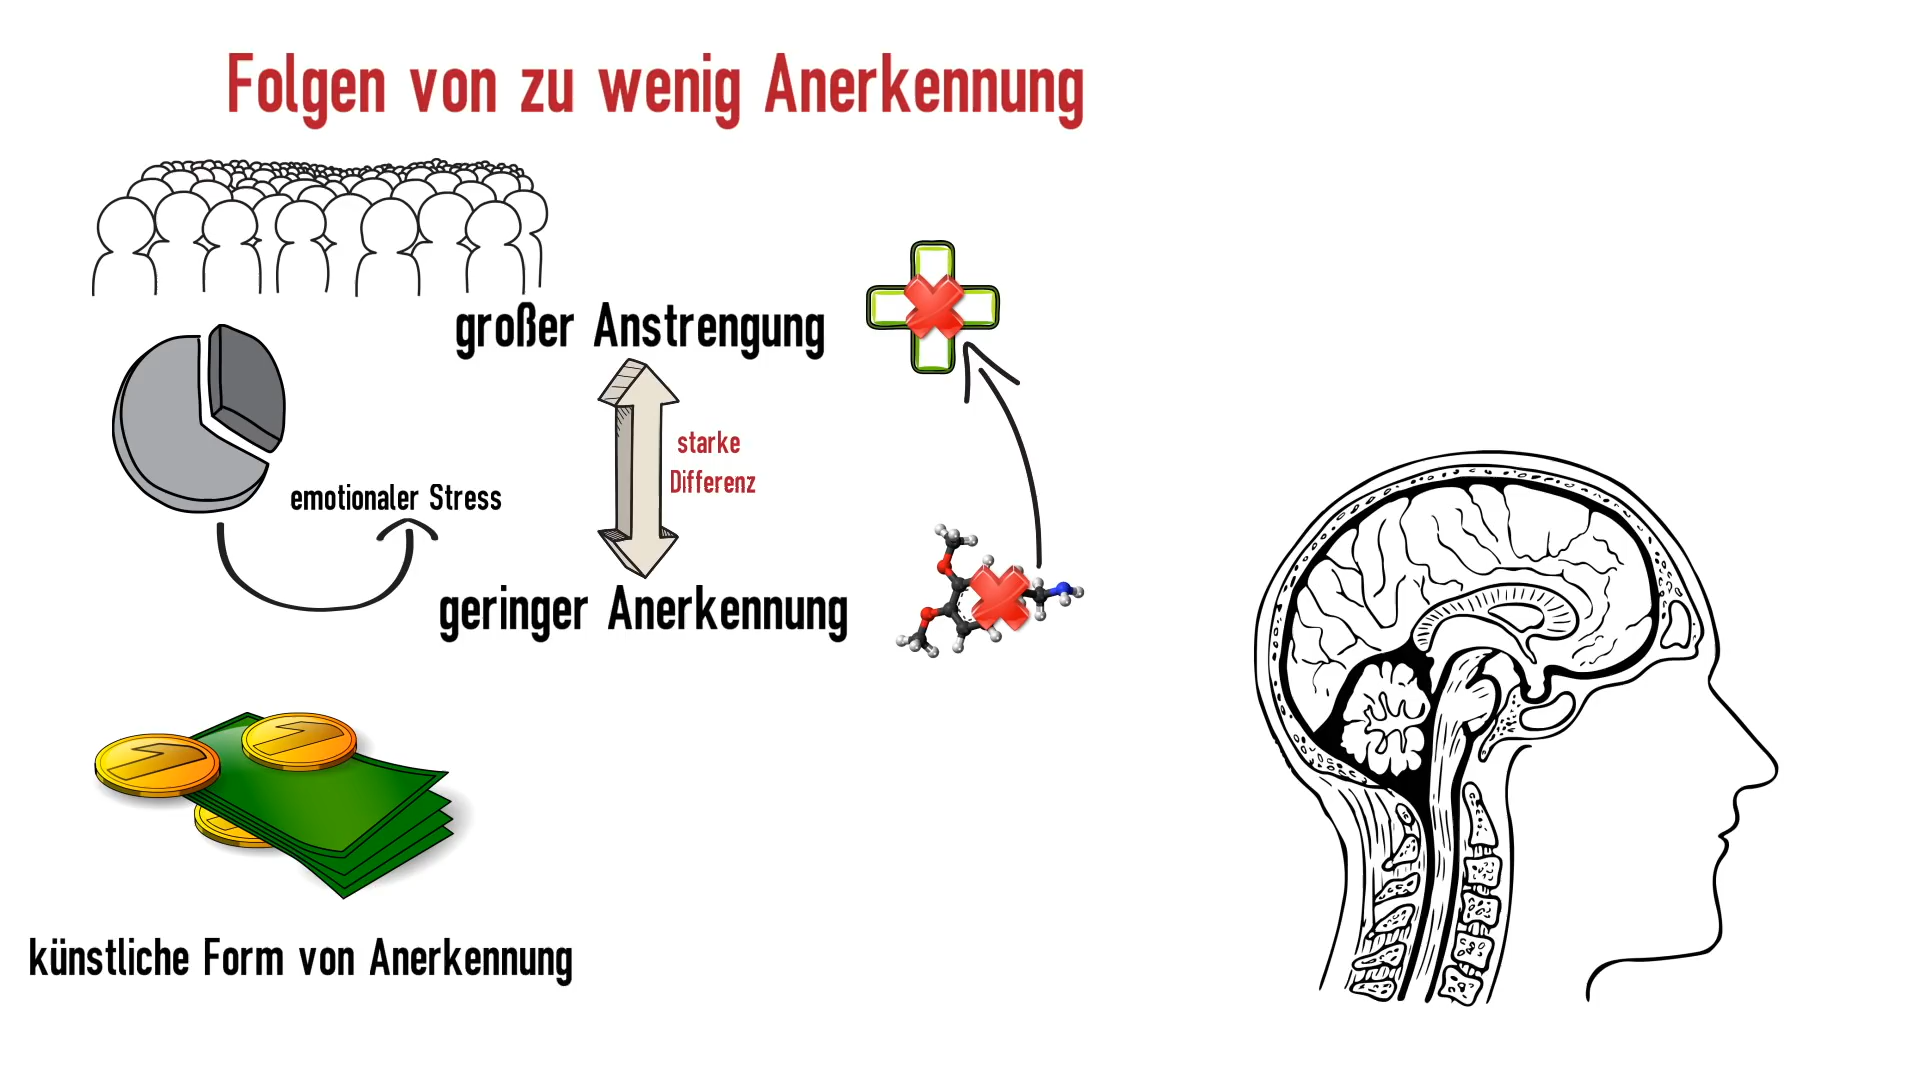 Folgen von zu wenig Anerkennung
großer Anstrengung
starke
Differenz
emotionaler Stress
geringer Anerkennung
künstliche Form von Anerkennung